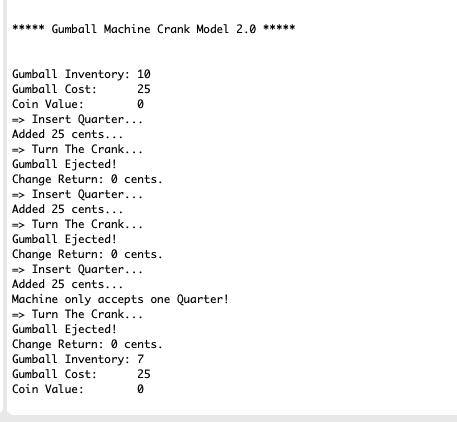 ***** Gumball Machine Crank Model 2.0 *****
Gumball Inventory: 10
Gumball Cost:      25
Coin Value:        0
=> Insert Quarter...
Added 25 cents...
=> Turn The Crank...
Gumball Ejected!
Change Return: 0 cents.
=> Insert Quarter...
Added 25 cents...
=> Turn The Crank...
Gumball Ejected!
Change Return: 0 cents.
=> Insert Quarter...
Added 25 cents...
Machine only accepts one Quarter!
=> Turn The Crank...
Gumball Ejected!
Change Return: 0 cents.
Gumball Inventory: 7
Gumball Cost:      25
Coin Value:        0